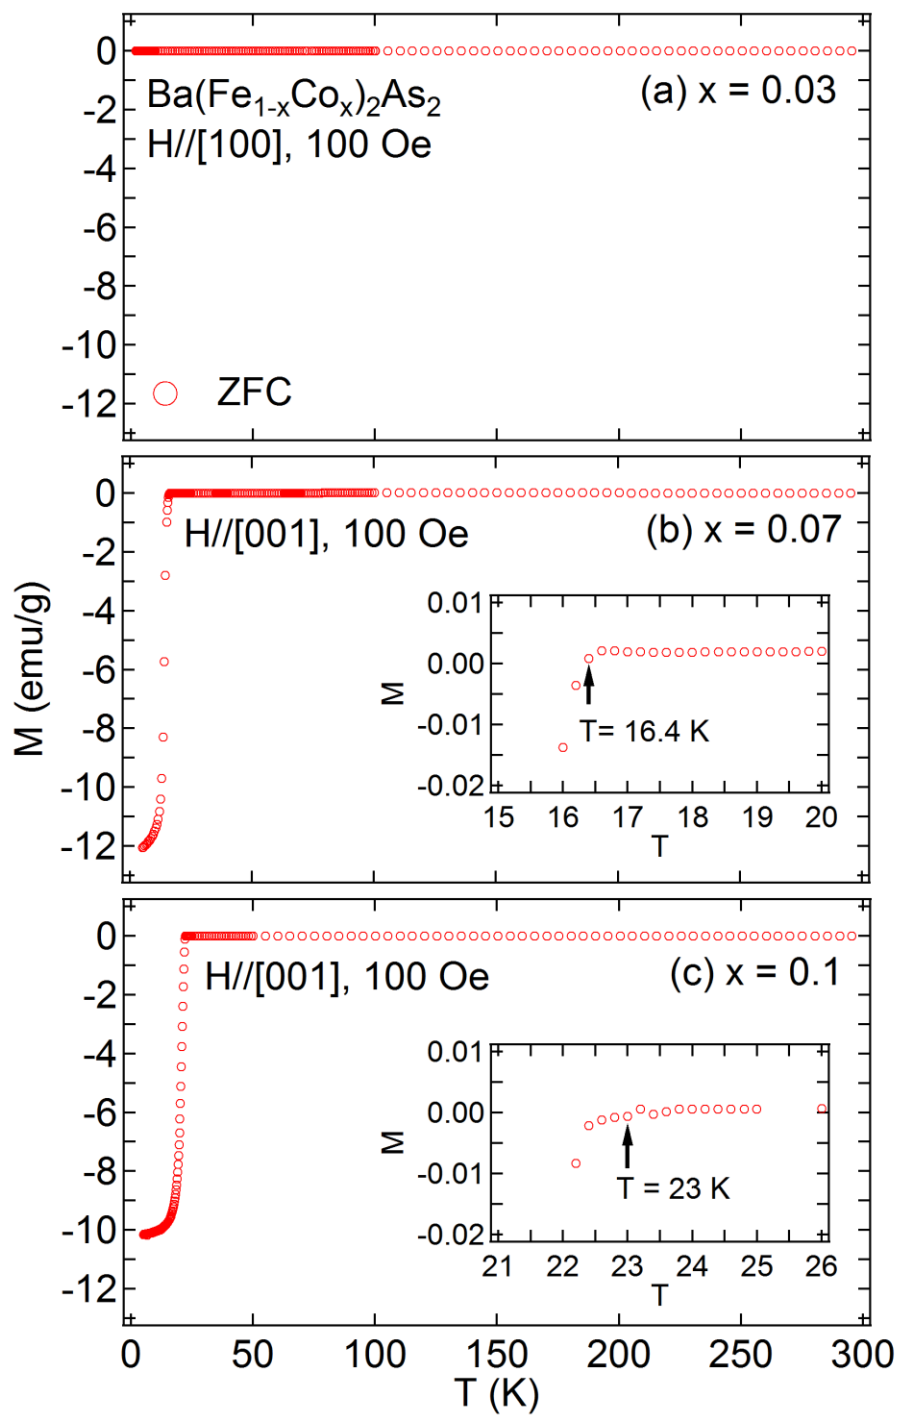 0
-2
-4
-6
-8
-10
-12
Ba(Fe1-xCox)2As2
H//[100], 100 Oe
(a) x = 0.03
ZFC
M (emu/g)
0
-2
-4
-6
-8
-10
-12
H//[001], 100 Oe
(b) x = 0.07
M
0.01
0.00
-0.01
-0.02
T= 16.4 K
15 16 17 18 19 20
T
0
-2
-4
-6
-8
-10
-12
H//[001], 100 Oe
(c) x = 0.1
M
0.01
0.00
-0.01
-0.02
T = 23 K
21 22 23 24 25 26
T
0 50 100 150 200 250 300
T (K)